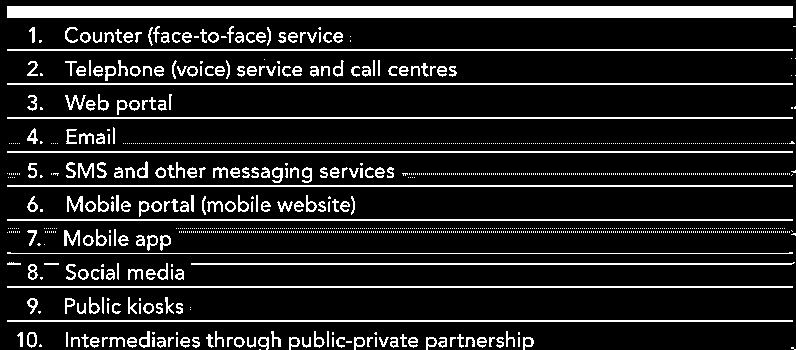 1. Counter (face-to-face) service
2. Telephone (voice) service and call centres
3. Web portal
4. Email
5. SMS and other messaging services
6. Mobile portal (mobile website)
7. Mobile app
8. Social media
9. Public kiosks
10. Intermediaries through public-private partnership